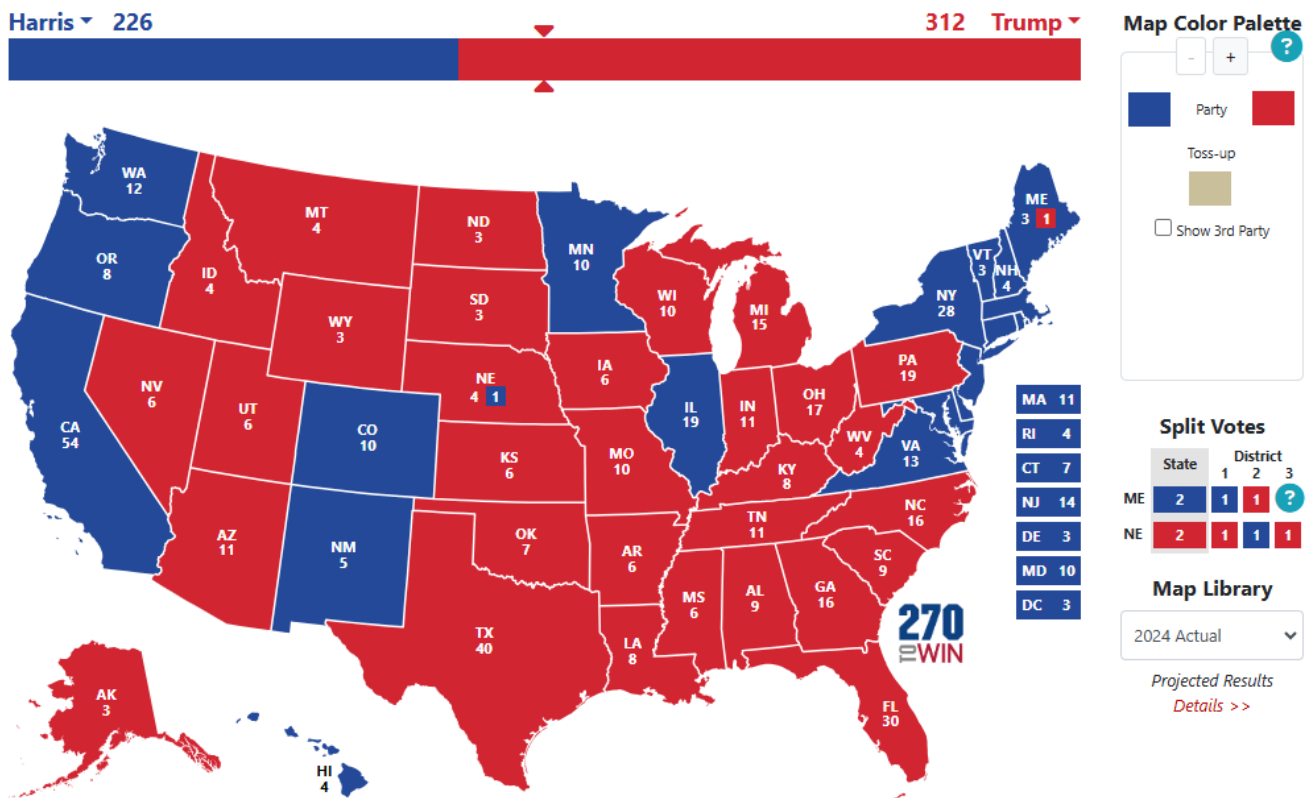 Harris 226
312 Trump
Map Color Palette
- + ?
Party
Toss-up
Show 3rd Party
WA
12
OR
8
CA
54
NV
6
ID
4
MT
4
WY
3
UT
6
AZ
11
CO
10
NM
5
ND
3
SD
3
NE
4 1
KS
6
OK
7
TX
40
MN
10
IA
6
MO
10
AR
6
LA
8
WI
10
IL
19
MI
15
IN
11
OH
17
KY
8
TN
11
MS
6
AL
9
GA
16
FL
30
SC
9
NC
16
VA
13
WV
4
PA
19
NY
28
VT
3
NH
4
ME
3 1
AK
3
HI
4
MA 11
RI 4
CT 7
NJ 14
DE 3
MD 10
DC 3
270
TO WIN
Split Votes
State District
1 2 3
ME 2 1 1 ?
NE 2 1 1 1
Map Library
2024 Actual
Projected Results
Details >>